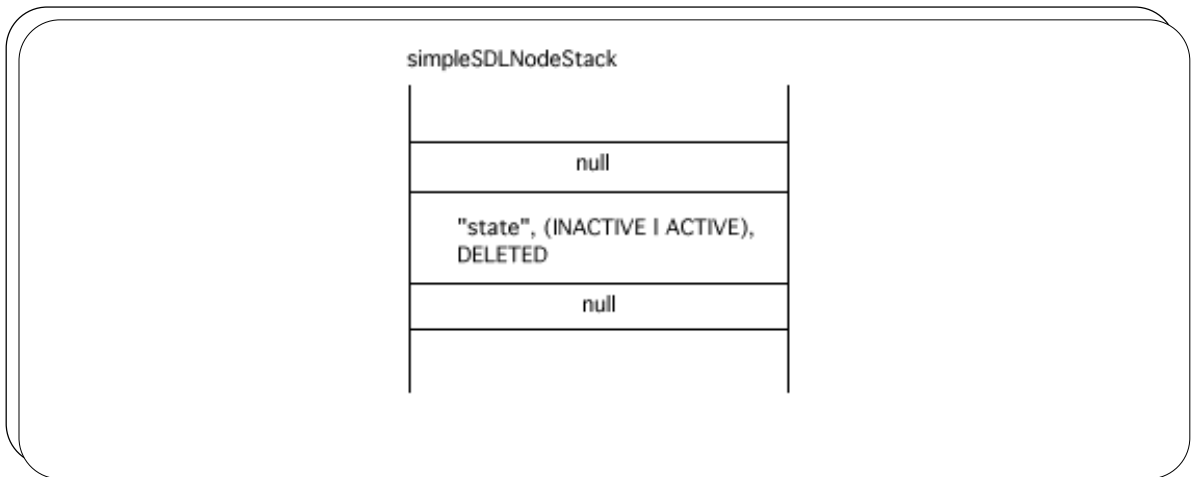 simpleSDLNodeStack
null
"state", (INACTIVE | ACTIVE),
DELETED
null